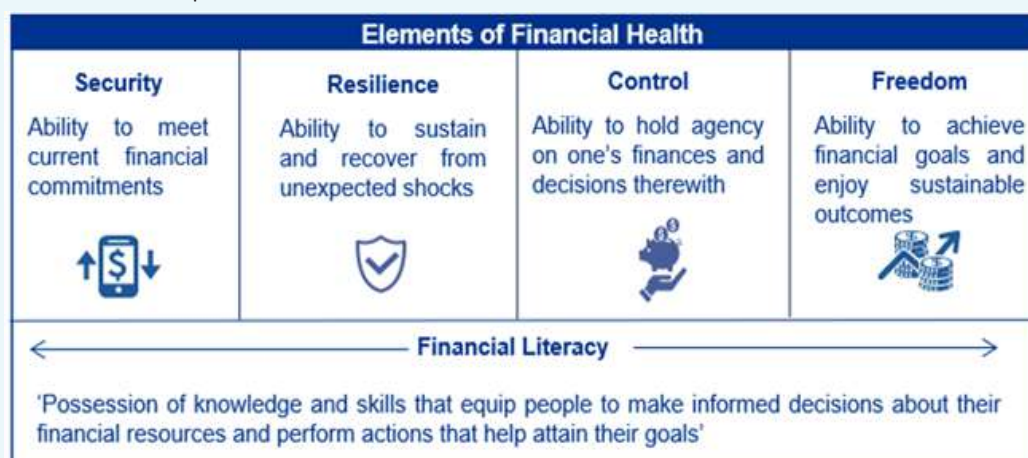 Elements of Financial Health
Security
Ability to meet
current financial
commitments
Resilience
Ability to sustain
and recover from
unexpected shocks
Control
Ability to hold agency
on one's finances and
decisions therewith
Freedom
Ability to achieve
financial goals and
enjoy sustainable
outcomes
$
Financial Literacy
'Possession of knowledge and skills that equip people to make informed decisions about their
financial resources and perform actions that help attain their goals'